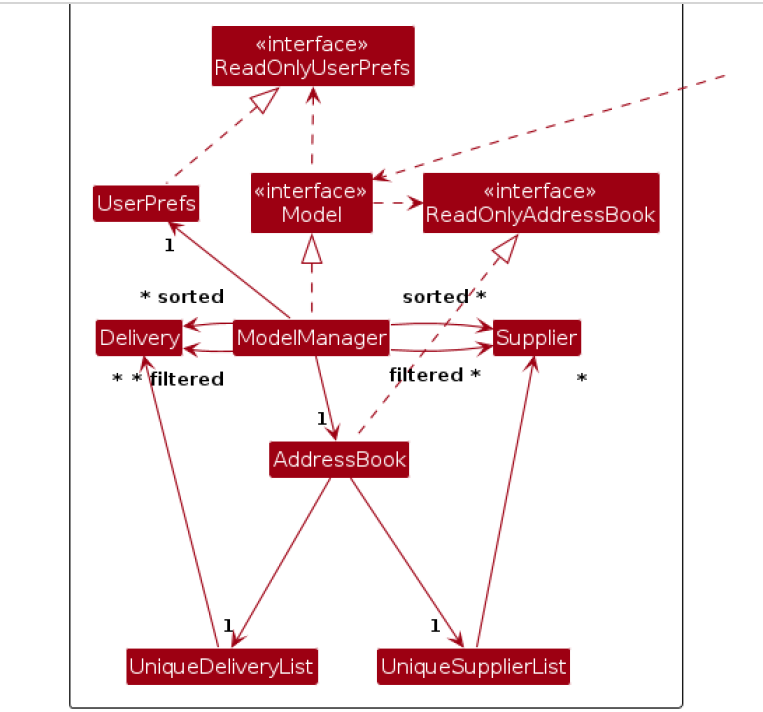 «interface»
ReadOnlyUserPrefs
«interface»
Model
«interface»
ReadOnlyAddressBook
UserPrefs
1
* sorted
sorted *
Delivery
ModelManager
Supplier
* * filtered
filtered *
*
1
AddressBook
1
1
UniqueDeliveryList
UniqueSupplierList